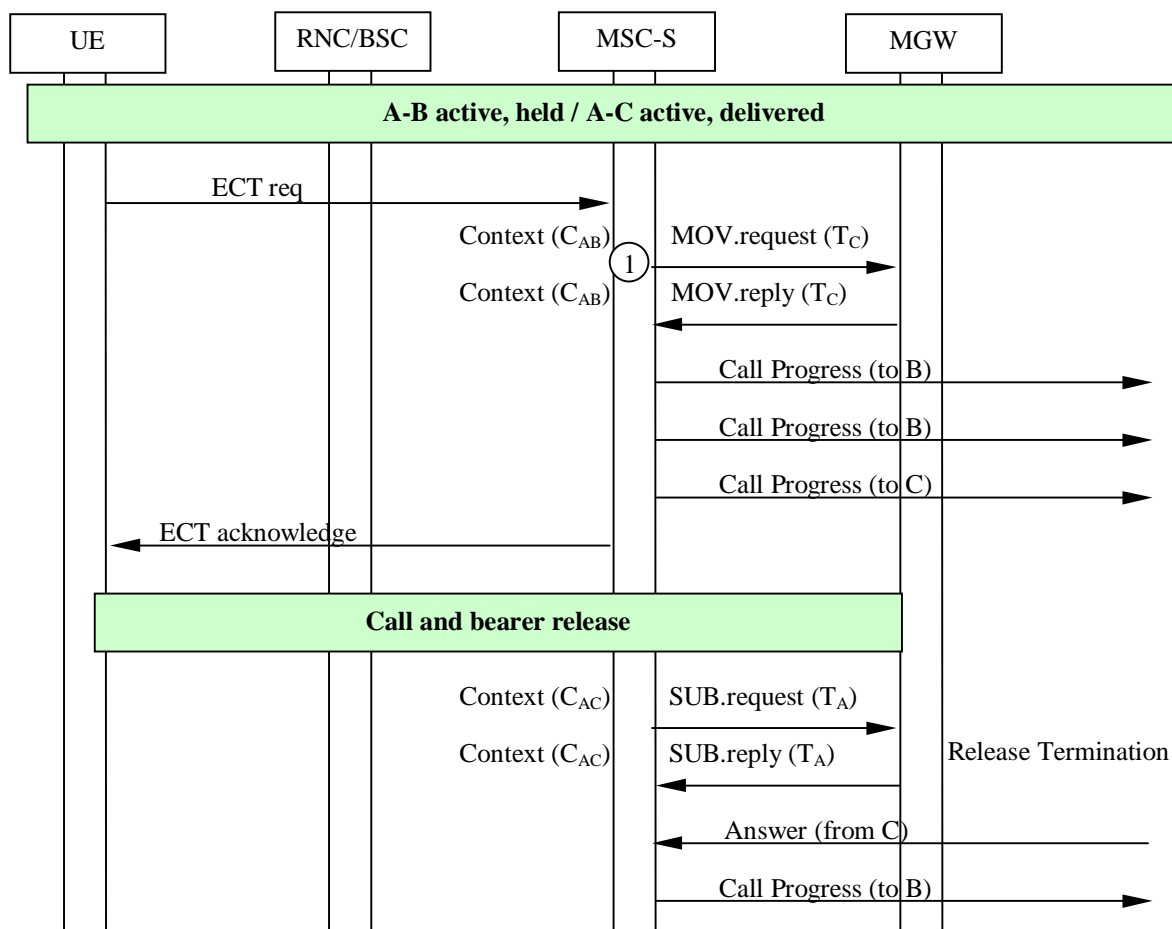 UE RNC/BSC MSC-S MGW
A-B active, held / A-C active, delivered
ECT req
Context (CAB) MOV.request (TC)
1
Context (CAB) MOV.reply (TC)
Call Progress (to B)
Call Progress (to B)
Call Progress (to C)
ECT acknowledge
Call and bearer release
Context (CAC) SUB.request (TA)
Context (CAC) SUB.reply (TA) Release Termination
Answer (from C)
Call Progress (to B)